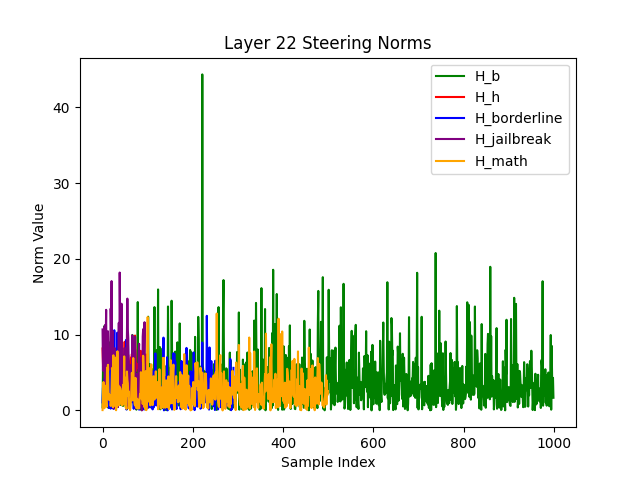 Layer 22 Steering Norms
H_b
H_h
H_borderline
H_jailbreak
H_math
40
30
20
10
0
Norm Value
0 200 400 600 800 1000
Sample Index